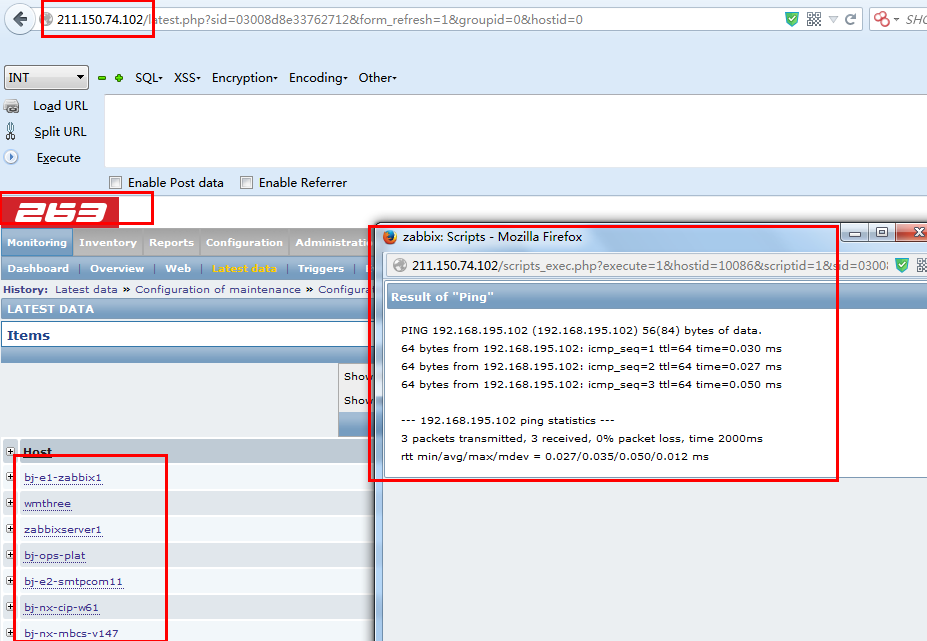 211.150.74.102/latest.php?sid=03008d8e33762712&form_refresh=1&groupid=0&hostid=0
SHO
INT
SQL
XSS
Encryption
Encoding
Other
Load URL
Split URL
Execute
Enable Post data
Enable Referrer
263
Monitoring
Inventory
Reports
Configuration
Administratio
Dashboard
Overview
Web
Latest data
Triggers
History: Latest data » Configuration of maintenance » Configura
LATEST DATA
Items
Show
Show
Host
bj-e1-zabbix1
wmthree
zabbixserver1
bj-ops-plat
bj-e2-smtpcom11
bj-nx-cip-w61
bj-nx-mbcs-v147
zabbix: Scripts - Mozilla Firefox
211.150.74.102/scripts_exec.php?execute=1&hostid=10086&scriptid=1&sid=0300
Result of "Ping"
PING 192.168.195.102 (192.168.195.102) 56(84) bytes of data.
64 bytes from 192.168.195.102: icmp_seq=1 ttl=64 time=0.030 ms
64 bytes from 192.168.195.102: icmp_seq=2 ttl=64 time=0.027 ms
64 bytes from 192.168.195.102: icmp_seq=3 ttl=64 time=0.050 ms
--- 192.168.195.102 ping statistics ---
3 packets transmitted, 3 received, 0% packet loss, time 2000ms
rtt min/avg/max/mdev = 0.027/0.035/0.050/0.012 ms